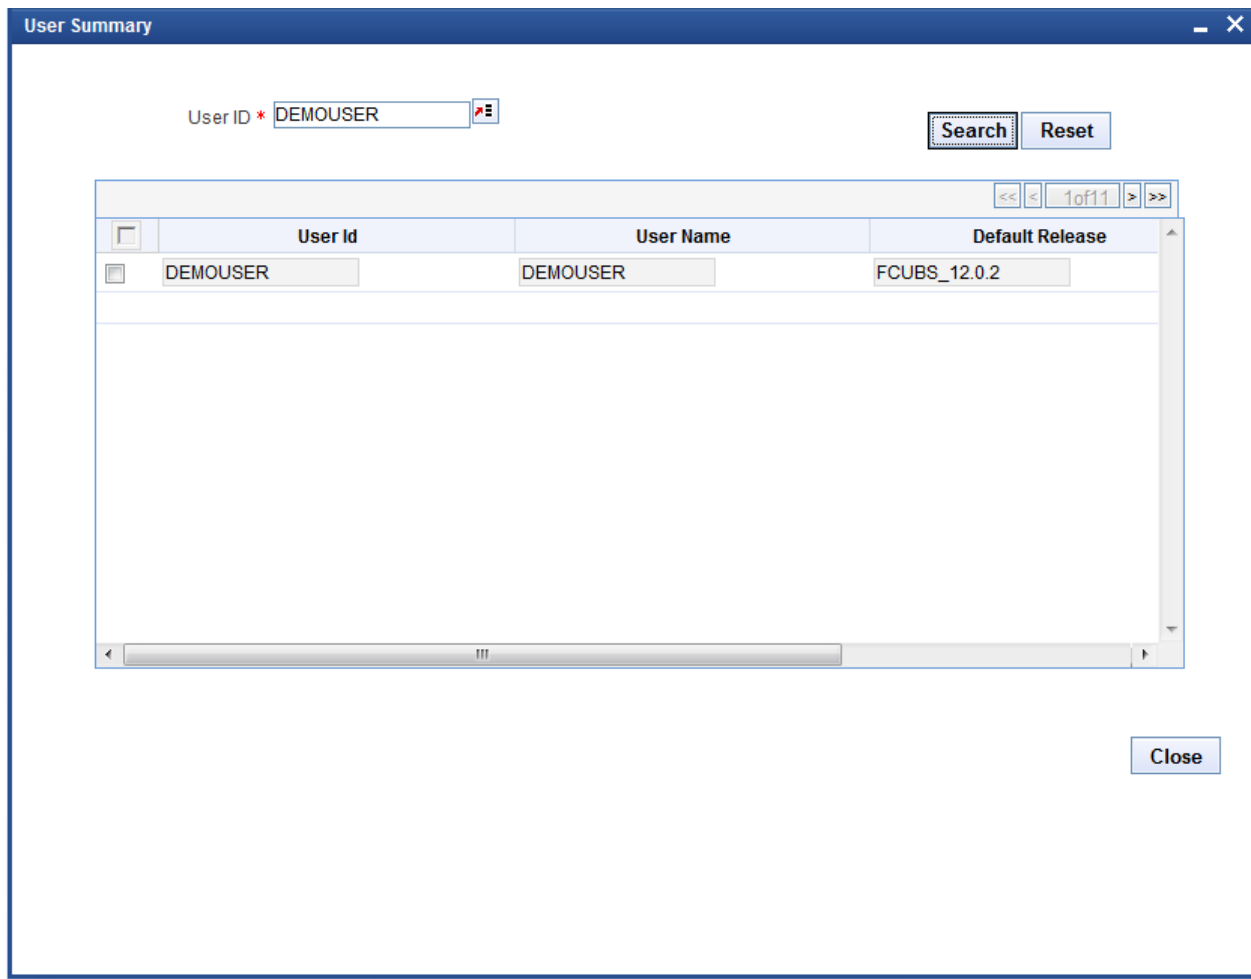 User Summary
User ID * DEMOUSER
Search Reset
<< < 1of11 > >>
User Id User Name Default Release
DEMOUSER DEMOUSER FCUBS_12.0.2
Close